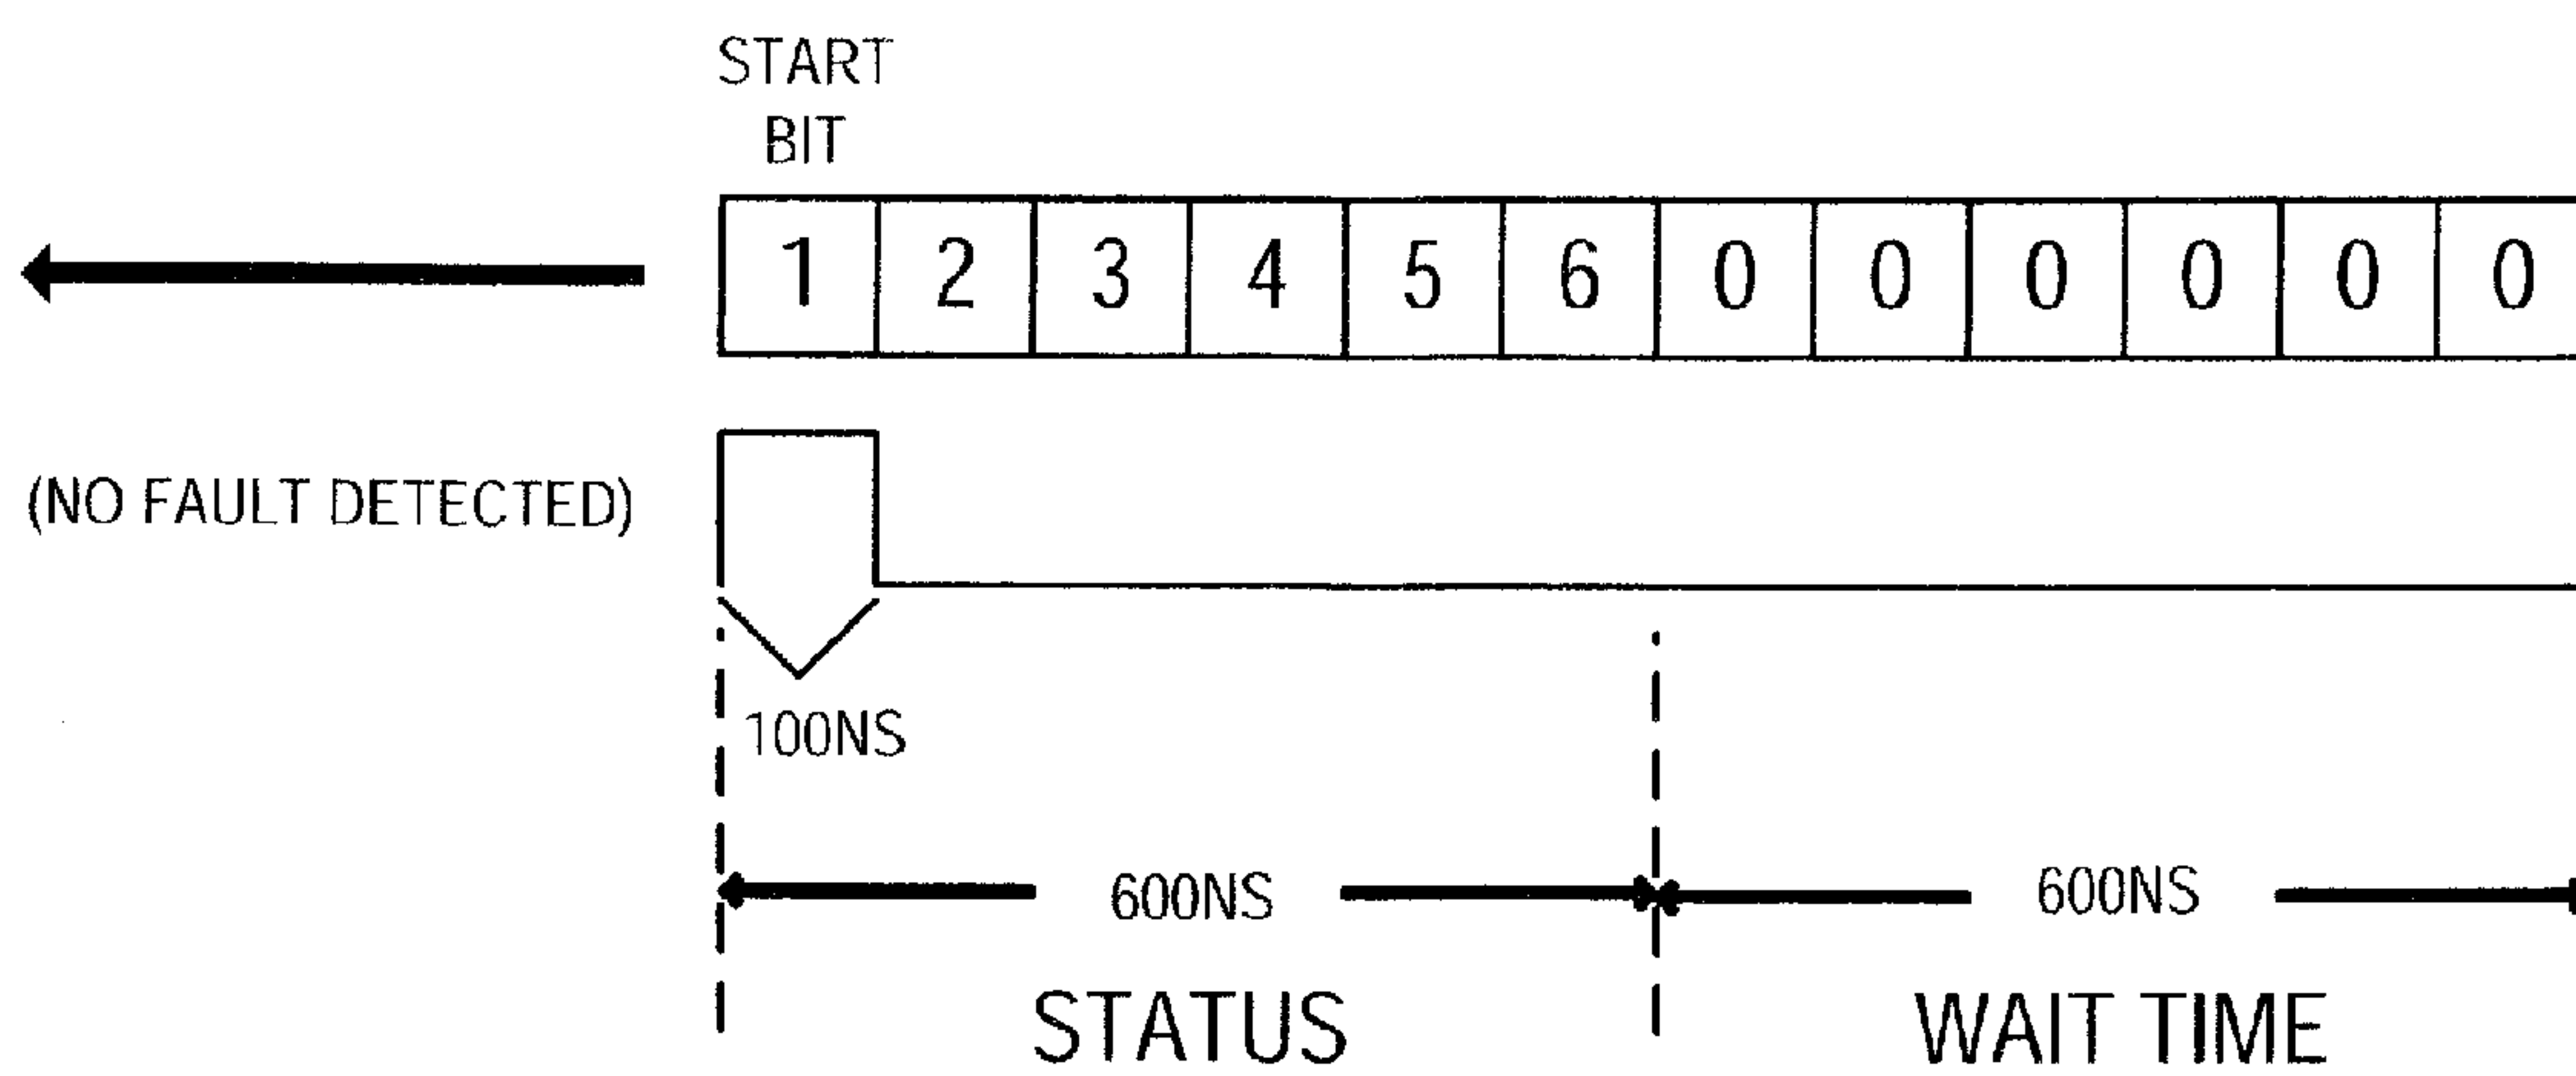 START
BIT
1 2 3 4 5 6 0 0 0 0 0 0
(NO FAULT DETECTED)
100NS
600NS 600NS
STATUS WAIT TIME